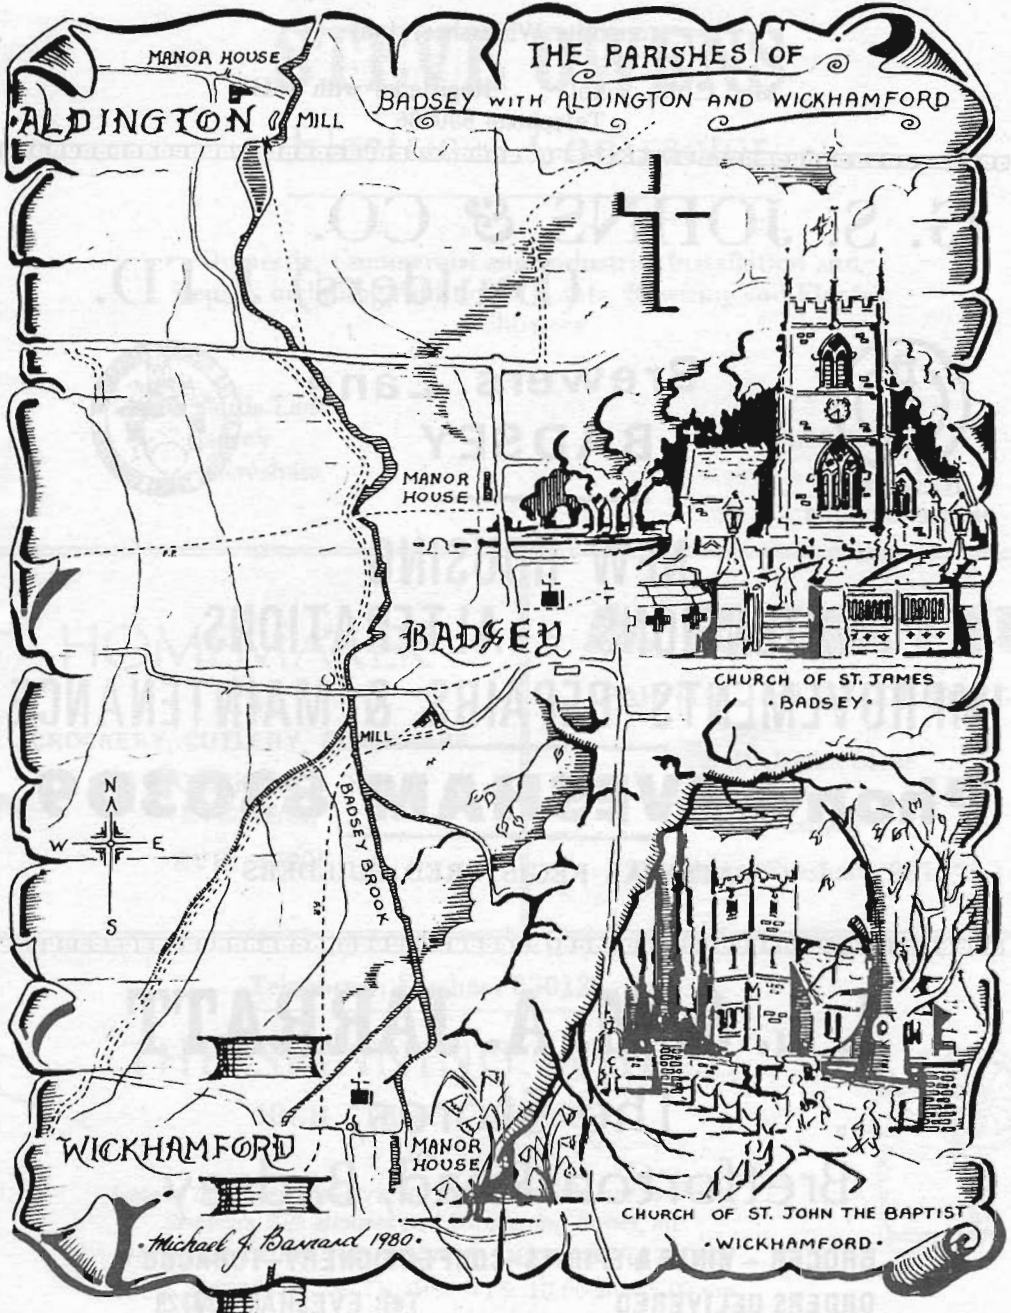 THE PARISHES OF
BADSEY WITH ALDINGTON AND WICKHAMFORD
MANOR HOUSE
ALDINGTON
MILL
MANOR
HOUSE
F.P.
BADSEY
CHURCH OF ST. JAMES
·BADSEY·
MILL
N
W E
S
BADSEY BROOK
F.P.
WICKHAMFORD
MANOR
HOUSE
CHURCH OF ST. JOHN THE BAPTIST
·WICKHAMFORD·
·Michael J. Barnard 1980·